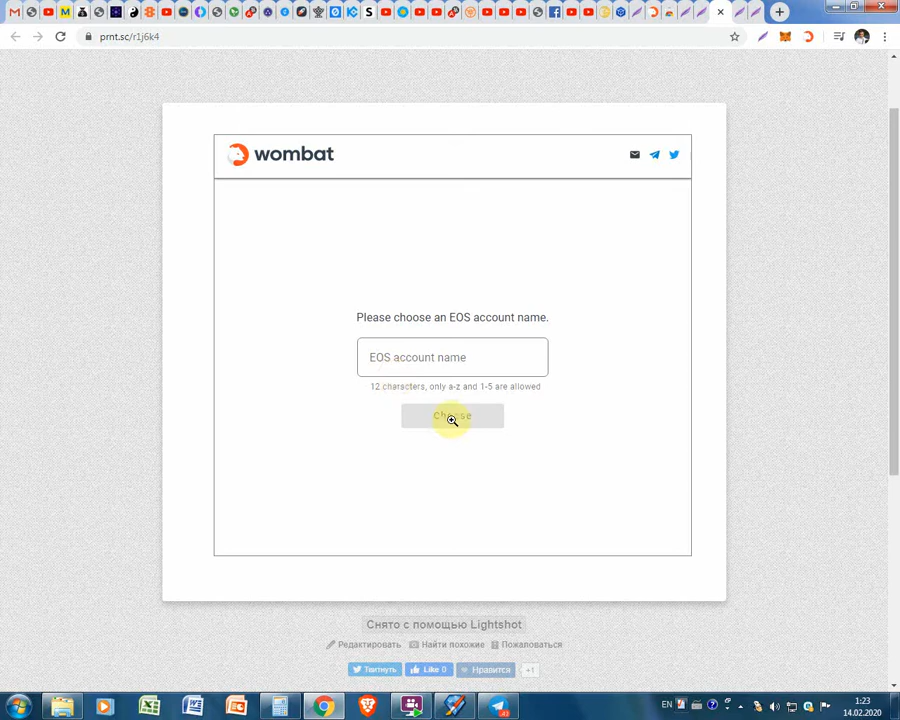 prnt.sc/r1j6k4
wombat
Please choose an EOS account name.
EOS account name
12 characters, only a-z and 1-5 are allowed
Choose
Снято с помощью Lightshot
Редактировать Найти похожие Пожаловаться
Твитнуть Like 0 Нравится +1
EN 1:23
14.02.2020